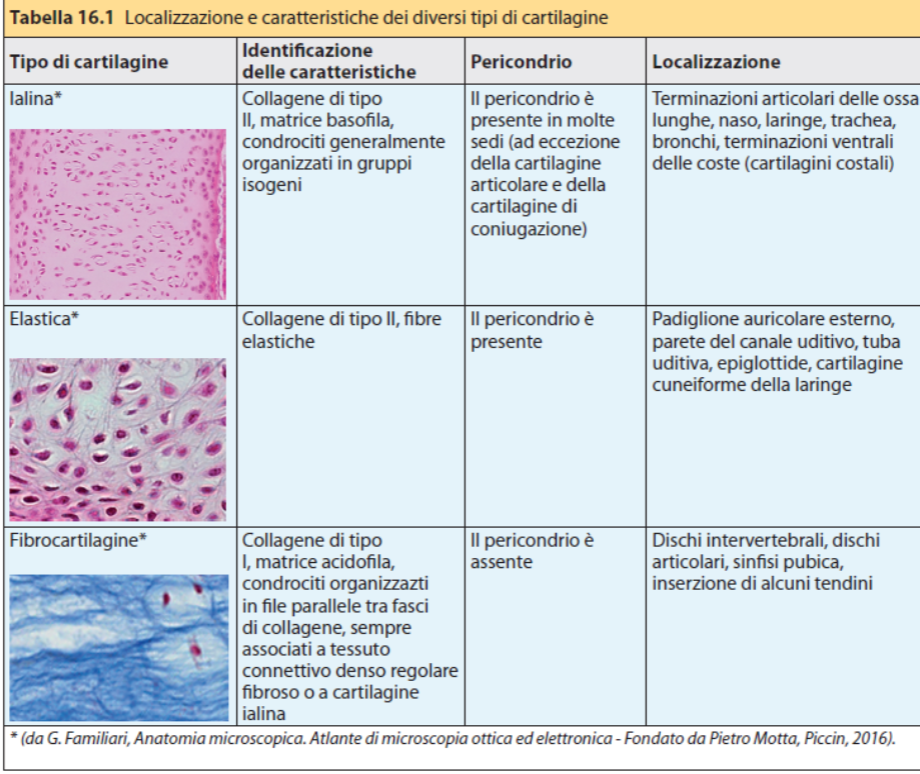 Tabella 16.1 Localizzazione e caratteristiche dei diversi tipi di cartilagine
Tipo di cartilagine
Identificazione
delle caratteristiche
Pericondrio
Localizzazione
Ialina*
Collagene di tipo
II, matrice basofila,
condrociti generalmente
organizzati in gruppi
isogeni
Il pericondrio è
presente in molte
sedi (ad eccezione
della cartilagine
articolare e della
cartilagine di
coniugazione)
Terminazioni articolari delle ossa
lunghe, naso, laringe, trachea,
bronchi, terminazioni ventrali
delle coste (cartilagini costali)
Elastica*
Collagene di tipo II, fibre
elastiche
Il pericondrio è
presente
Padiglione auricolare esterno,
parete del canale uditivo, tuba
uditiva, epiglottide, cartilagine
cuneiforme della laringe
Fibrocartilagine*
Collagene di tipo
I, matrice acidofila,
condrociti organizzazti
in file parallele tra fasci
di collagene, sempre
associati a tessuto
connettivo denso regolare
fibroso o a cartilagine
ialina
Il pericondrio è
assente
Dischi intervertebrali, dischi
articolari, sinfisi pubica,
inserzione di alcuni tendini
* (da G. Familiari, Anatomia microscopica. Atlante di microscopia ottica ed elettronica - Fondato da Pietro Motta, Piccin, 2016).